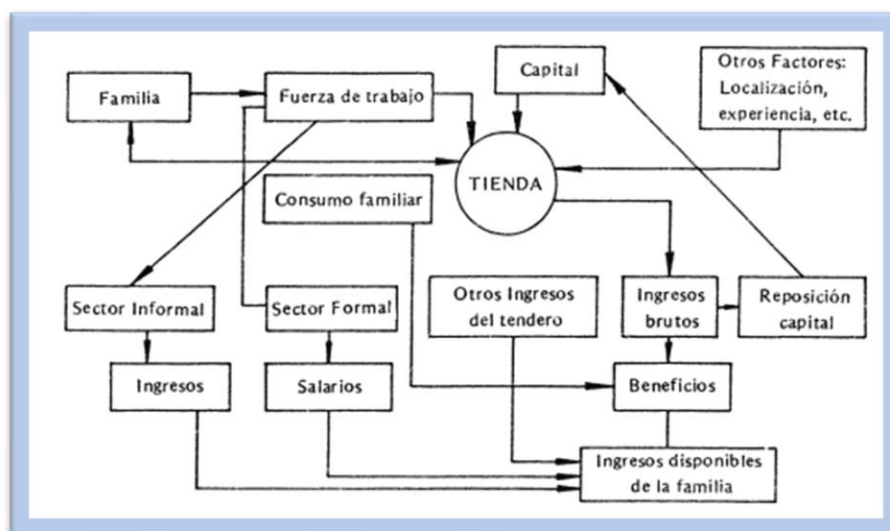 Familia
Fuerza de trabajo
Capital
Otros Factores:
Localización,
experiencia, etc.
TIENDA
Consumo familiar
Sector Informal
Sector Formal
Otros Ingresos
del tendero
Ingresos
brutos
Reposición
capital
Ingresos
Salarios
Beneficios
Ingresos disponibles
de la familia